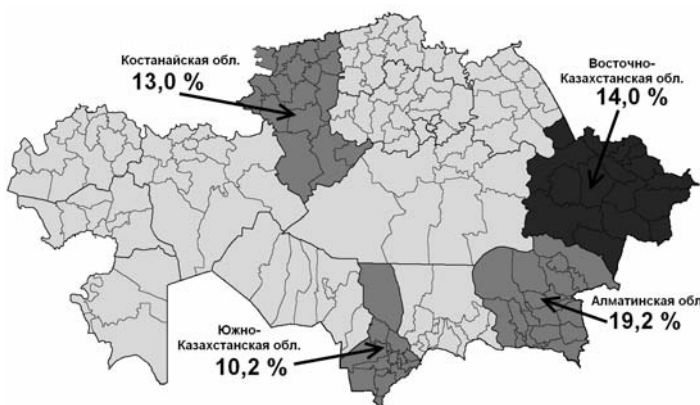 Костанайская обл.
13,0 %
Восточно-
Казахстанская обл.
14,0 %
Алматинская обл
19,2 %
Южно-
Казахстанская обл.
10,2 %